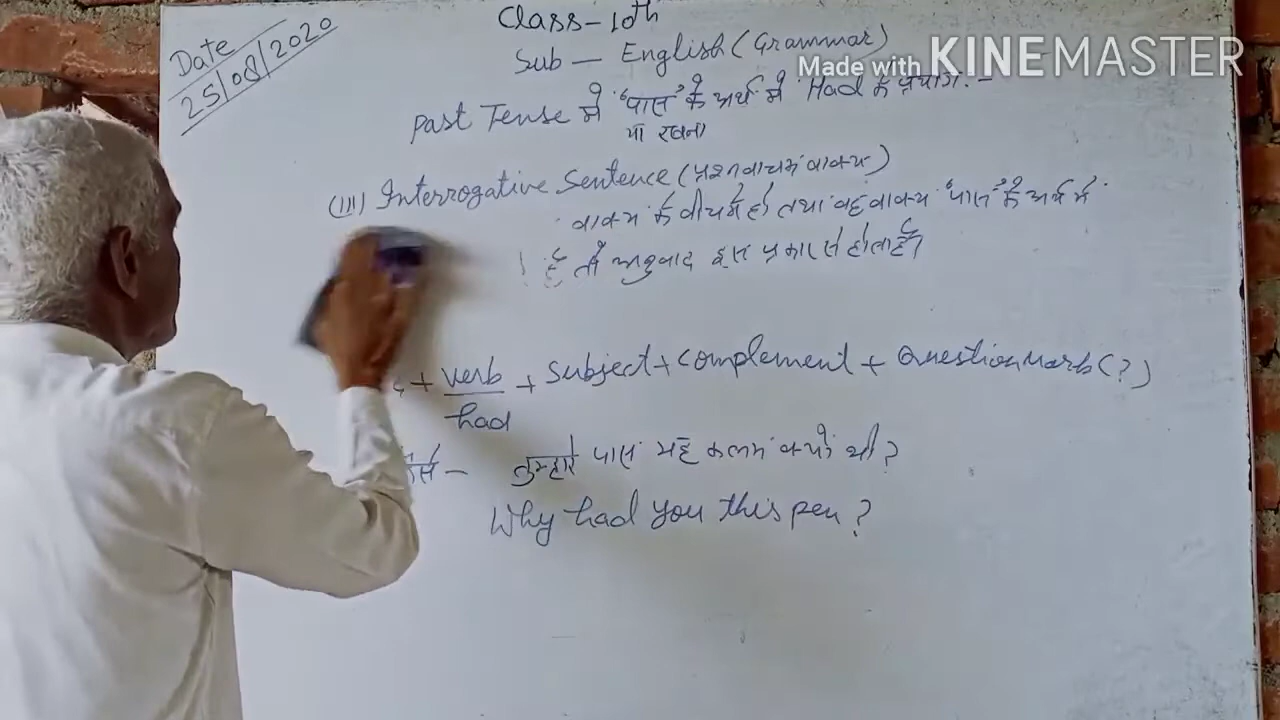 Date
25/08/2020
Class-10th
Sub — English (Grammar)
Made with KINEMASTER
Past Tense में 'पास' के अर्थ में 'Had' के प्रयोग :-
या रखना
(III) Interrogative Sentence (प्रश्नवाचक वाक्य)
वाक्य के बीच में हो तथा वह वाक्य 'पास' के अर्थ में
है तो अनुवाद इस प्रकार से होता है।
+ verb + Subject + Complement + Question Mark (?)
had
जैसे — तुम्हारे पास यह कलम क्यों थी?
Why had you this pen?